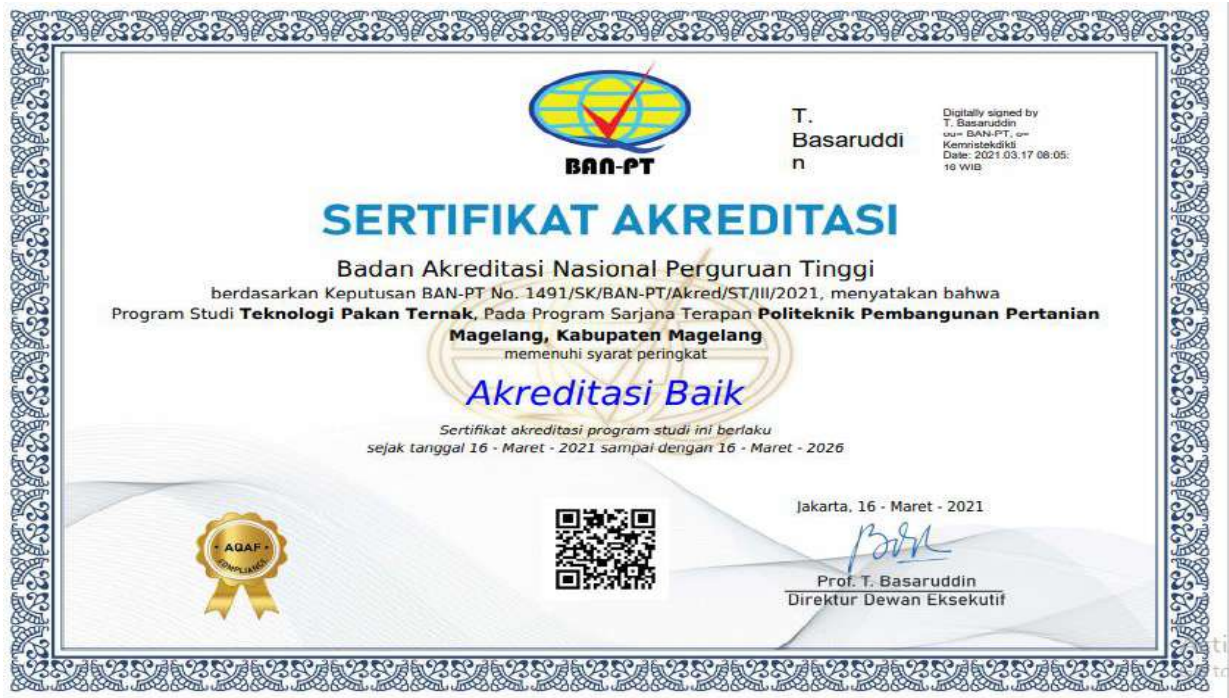 BAN-PT
T.
Basaruddi
n
Digitally signed by
T. Basaruddin
ou= BAN-PT, o=
Kemristekdikti
Date: 2021.03.17 08:05:
16 WIB
SERTIFIKAT AKREDITASI
Badan Akreditasi Nasional Perguruan Tinggi
berdasarkan Keputusan BAN-PT No. 1491/SK/BAN-PT/Akred/ST/III/2021, menyatakan bahwa
Program Studi Teknologi Pakan Ternak, Pada Program Sarjana Terapan Politeknik Pembangunan Pertanian
Magelang, Kabupaten Magelang
memenuhi syarat peringkat
Akreditasi Baik
Sertifikat akreditasi program studi ini berlaku
sejak tanggal 16 - Maret - 2021 sampai dengan 16 - Maret - 2026
AQAF
COMPLIANCE
Jakarta, 16 - Maret - 2021
Prof. T. Basaruddin
Direktur Dewan Eksekutif